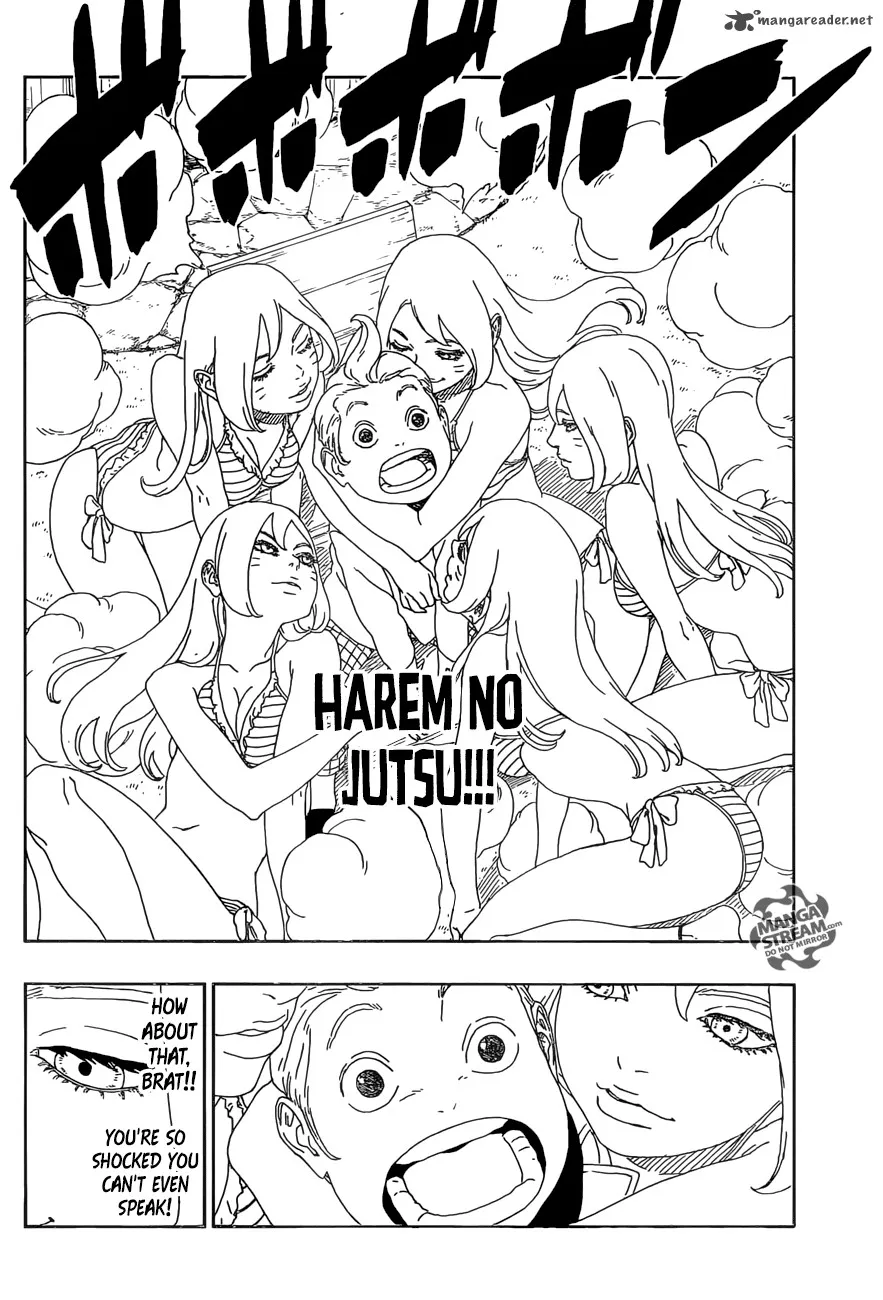 mangareader.net
ボボボボーン
HAREM NO
JUTSU!!!
MANGA
STREAM.com
DO NOT MIRROR
HOW
ABOUT
THAT,
BRAT!!
YOU'RE SO
SHOCKED YOU
CAN'T EVEN
SPEAK!